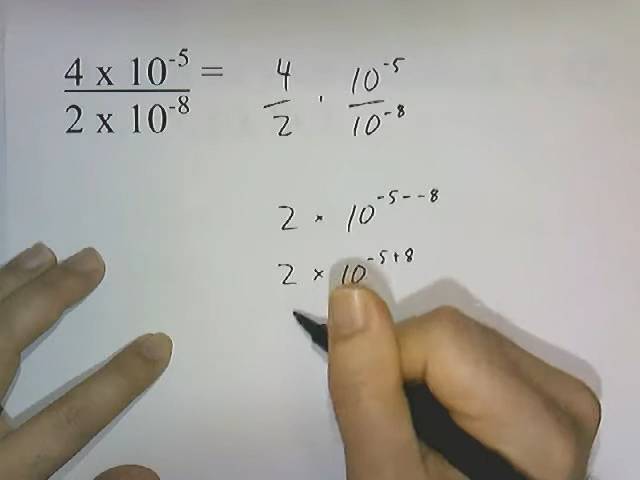 4 x 10⁻⁵ = 4 10⁻⁵
2 x 10⁻⁸ 2 · 10⁻⁸
2 · 10⁻⁵⁻⁻⁸
2 x 10⁻⁵⁺⁸